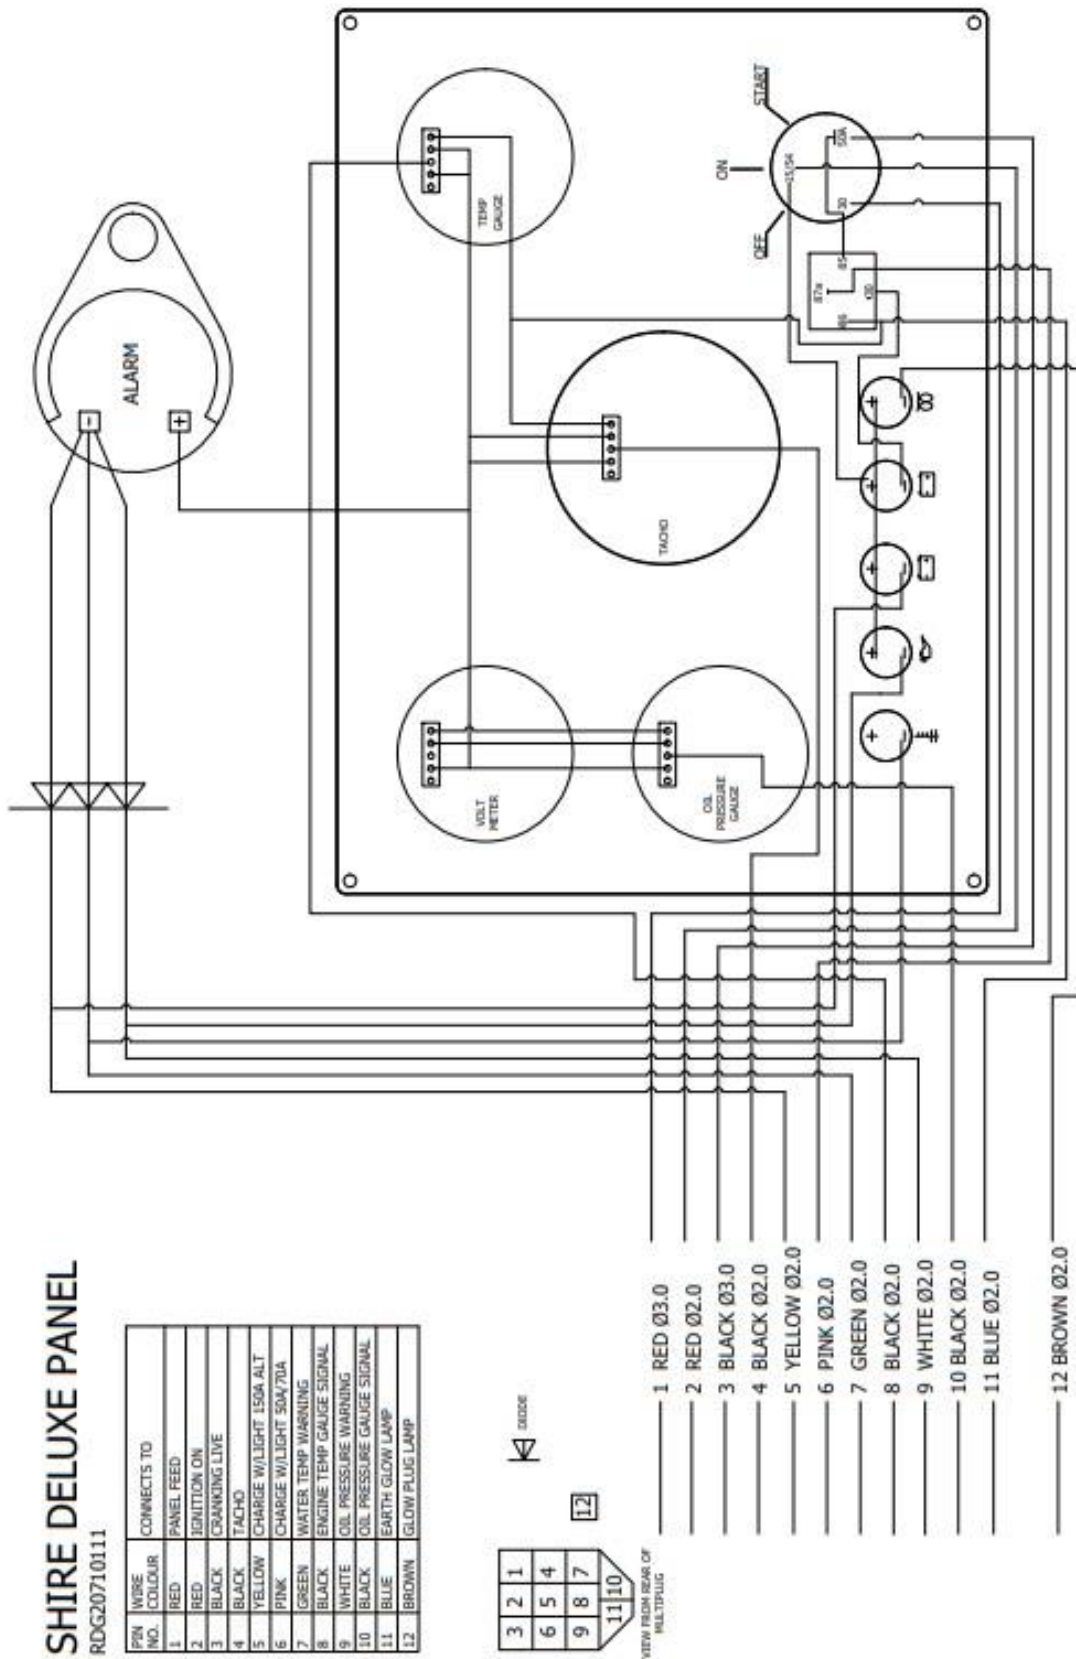 SHIRE DELUXE PANEL
RDG20710111
PIN NO. WIRE COLOUR CONNECTS TO
1 RED PANEL FEED
2 RED IGNITION ON
3 BLACK CRANKING LIVE
4 BLACK TACHO
5 YELLOW CHARGE W/LIGHT 150A ALT
6 PINK CHARGE W/LIGHT 50A/70A
7 GREEN WATER TEMP WARNING
8 BLACK ENGINE TEMP GAUGE SIGNAL
9 WHITE OIL PRESSURE WARNING
10 BLACK OIL PRESSURE GAUGE SIGNAL
11 BLUE EARTH GLOW LAMP
12 BROWN GLOW PLUG LAMP
3 2 1
6 5 4
9 8 7
11 10
12
DIODE
VIEW FROM REAR OF
MULTIPLUG
1 RED Ø3.0
2 RED Ø2.0
3 BLACK Ø3.0
4 BLACK Ø2.0
5 YELLOW Ø2.0
6 PINK Ø2.0
7 GREEN Ø2.0
8 BLACK Ø2.0
9 WHITE Ø2.0
10 BLACK Ø2.0
11 BLUE Ø2.0
12 BROWN Ø2.0
ALARM
-
+
VOLT
METER
OIL
PRESSURE
GAUGE
TACHO
TEMP
GAUGE
OFF
ON
START
15/54
30
50A
87a
85
86
30